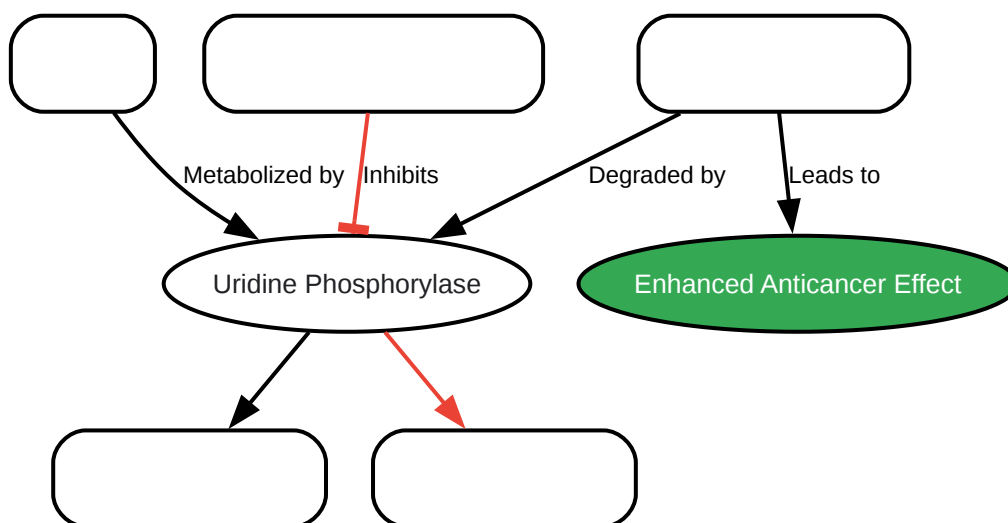 Metabolized by
Inhibits
Degraded by
Leads to
Uridine Phosphorylase
Enhanced Anticancer Effect